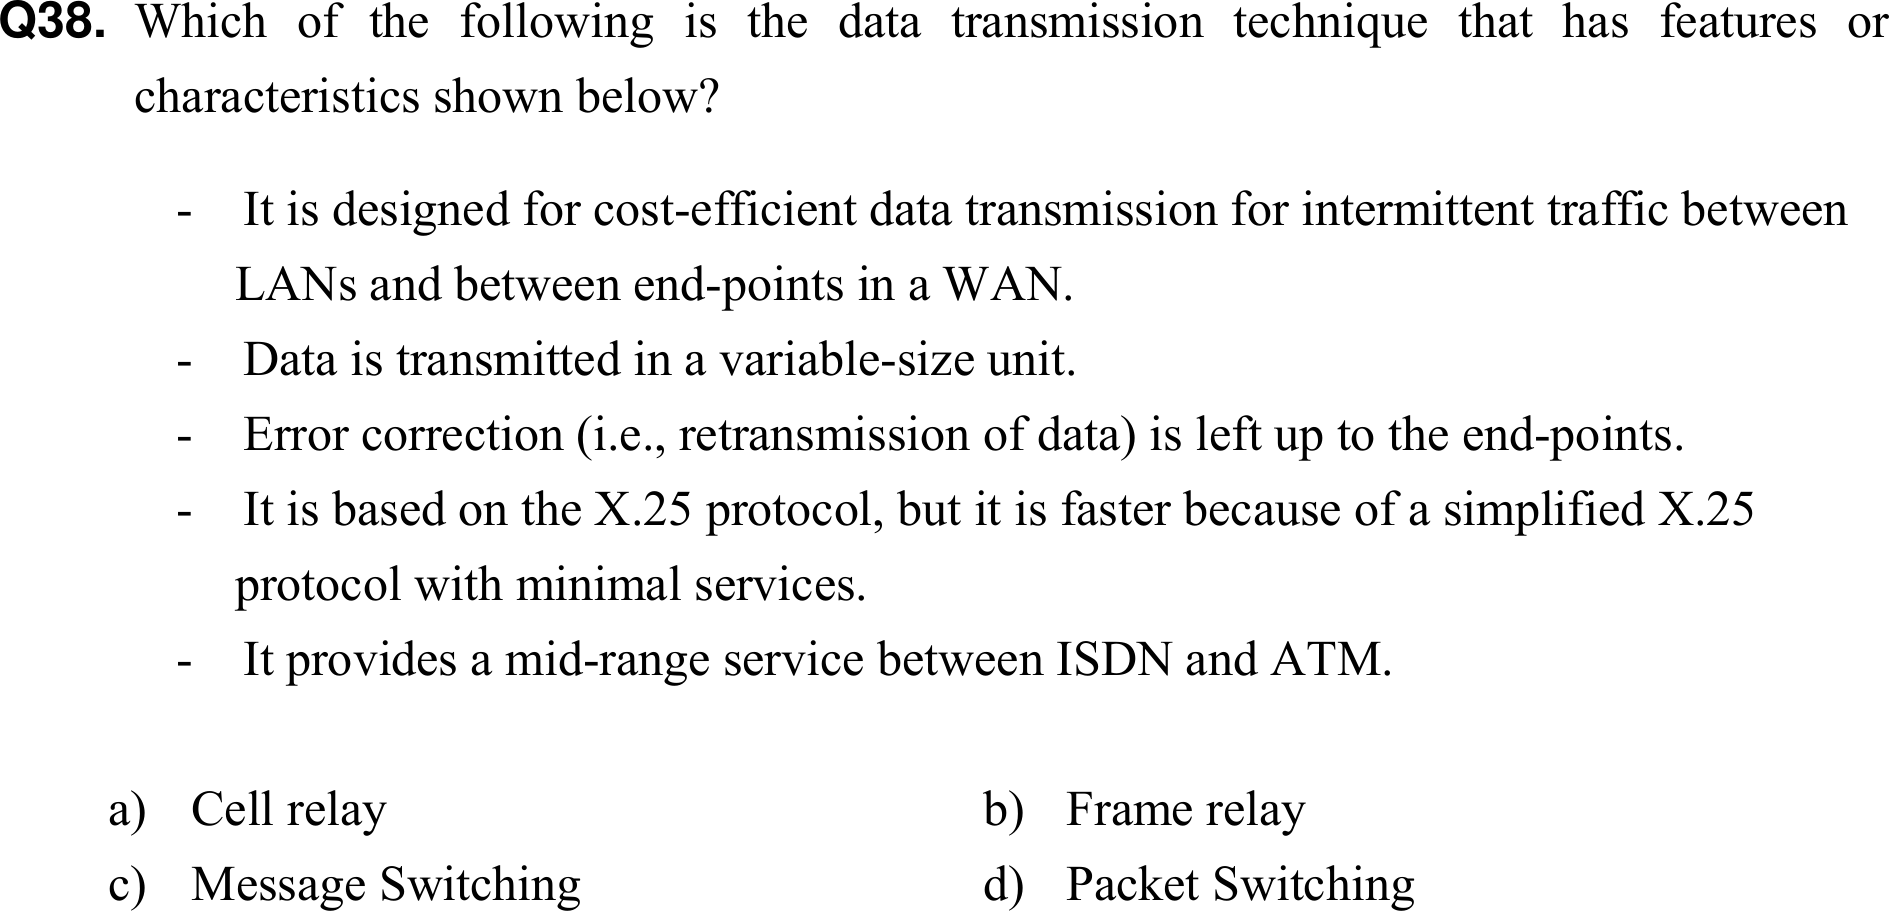 Q38. Which of the following is the data transmission technique that has features or
characteristics shown below?
- It is designed for cost-efficient data transmission for intermittent traffic between
LANs and between end-points in a WAN.
- Data is transmitted in a variable-size unit.
- Error correction (i.e., retransmission of data) is left up to the end-points.
- It is based on the X.25 protocol, but it is faster because of a simplified X.25
protocol with minimal services.
- It provides a mid-range service between ISDN and ATM.
a) Cell relay b) Frame relay
c) Message Switching d) Packet Switching